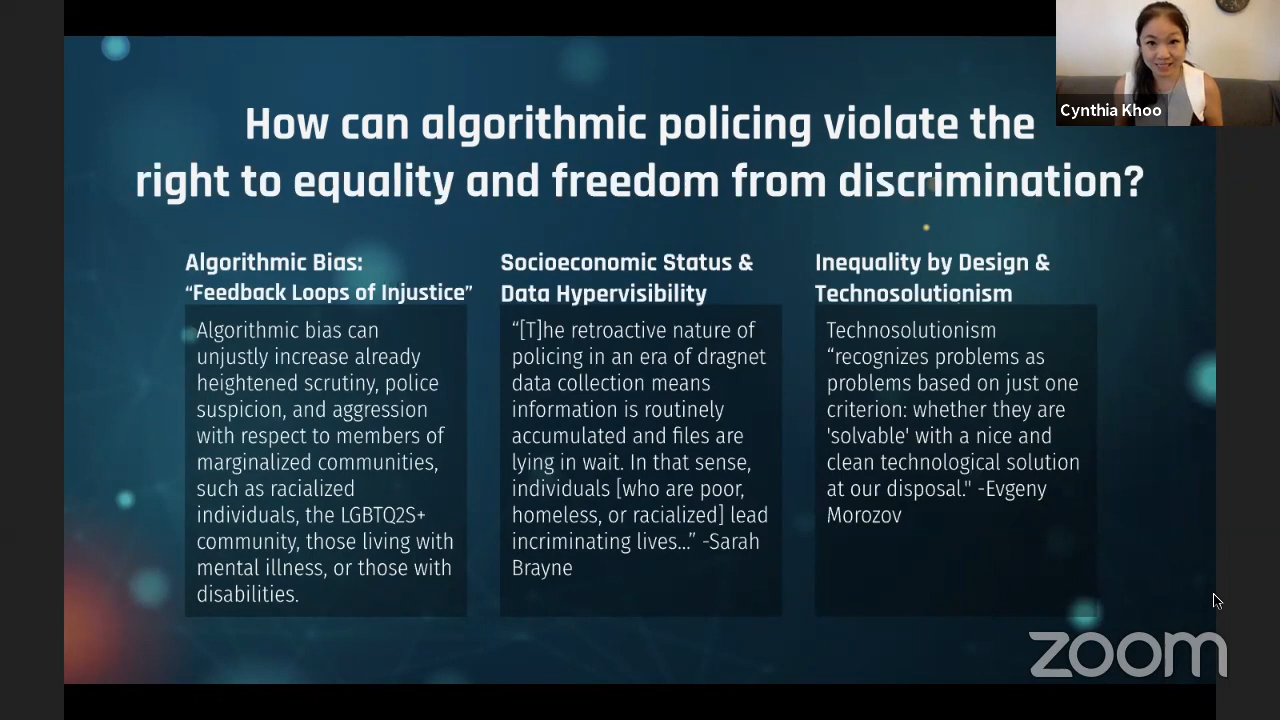 How can algorithmic policing violate the
right to equality and freedom from discrimination?
Cynthia Khoo
Algorithmic Bias:
“Feedback Loops of Injustice”
Algorithmic bias can
unjustly increase already
heightened scrutiny, police
suspicion, and aggression
with respect to members of
marginalized communities,
such as racialized
individuals, the LGBTQ2S+
community, those living with
mental illness, or those with
disabilities.
Socioeconomic Status &
Data Hypervisibility
“[T]he retroactive nature of
policing in an era of dragnet
data collection means
information is routinely
accumulated and files are
lying in wait. In that sense,
individuals [who are poor,
homeless, or racialized] lead
incriminating lives...” -Sarah
Brayne
Inequality by Design &
Technosolutionism
Technosolutionism
“recognizes problems as
problems based on just one
criterion: whether they are
'solvable' with a nice and
clean technological solution
at our disposal." -Evgeny
Morozov
zoom